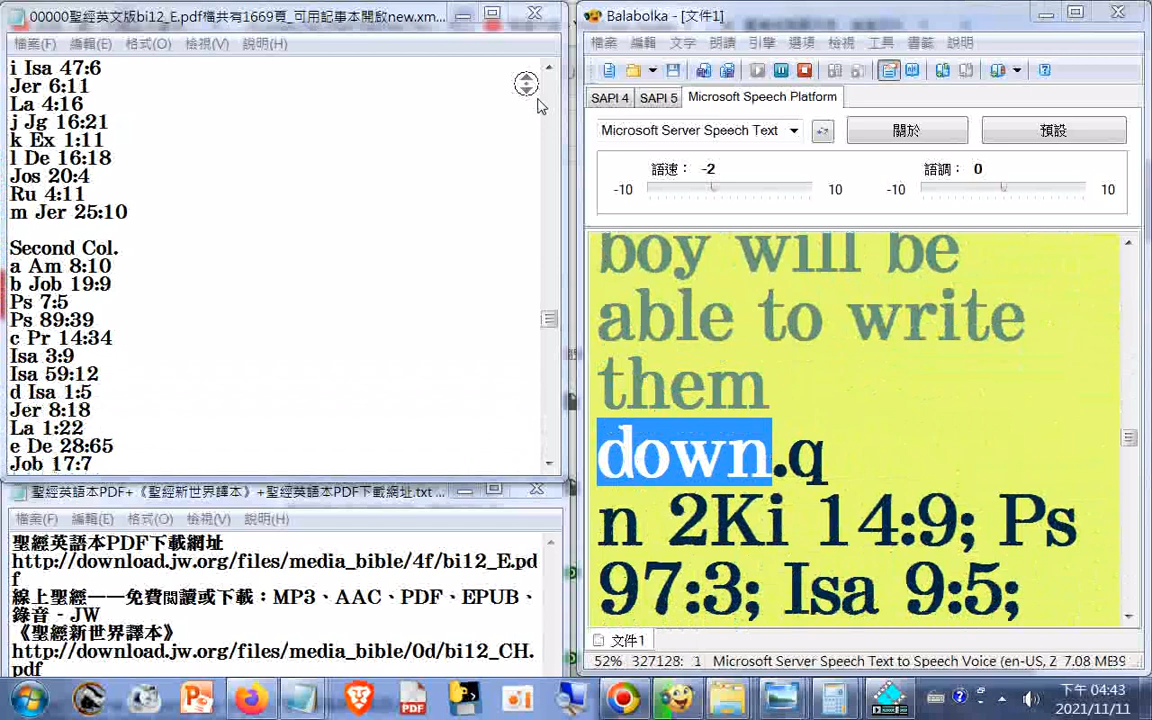 00000聖經英文版bi12_E.pdf檔共有1669頁_可用記事本開啟new.xm...
檔案(F) 編輯(E) 格式(O) 檢視(V) 說明(H)
i Isa 47:6
Jer 6:11
La 4:16
j Jg 16:21
k Ex 1:11
l De 16:18
Jos 20:4
Ru 4:11
m Jer 25:10
Second Col.
a Am 8:10
b Job 19:9
Ps 7:5
Ps 89:39
c Pr 14:34
Isa 3:9
Isa 59:12
d Isa 1:5
Jer 8:18
La 1:22
e De 28:65
Job 17:7
聖經英語本PDF+《聖經新世界譯本》+聖經英語本PDF下載網址.txt ...
檔案(F) 編輯(E) 格式(O) 檢視(V) 說明(H)
聖經英語本PDF下載網址
http://download.jw.org/files/media_bible/4f/bi12_E.pd
f
線上聖經——免費閱讀或下載：MP3、AAC、PDF、EPUB、
錄音 - JW
《聖經新世界譯本》
http://download.jw.org/files/media_bible/0d/bi12_CH.
pdf
Balabolka - [文件1]
檔案 編輯 文字 朗讀 引擎 選項 檢視 工具 書籤 說明
SAPI 4 SAPI 5 Microsoft Speech Platform
Microsoft Server Speech Text 關於 預設
語速： -2 語調： 0
-10 10 -10 10
boy will be
able to write
them
down.q
n 2Ki 14:9; Ps
97:3; Isa 9:5;
文件1
52% 327128: 1 Microsoft Server Speech Text to Speech Voice (en-US, Z 7.08 MB
下午 04:43
2021/11/11